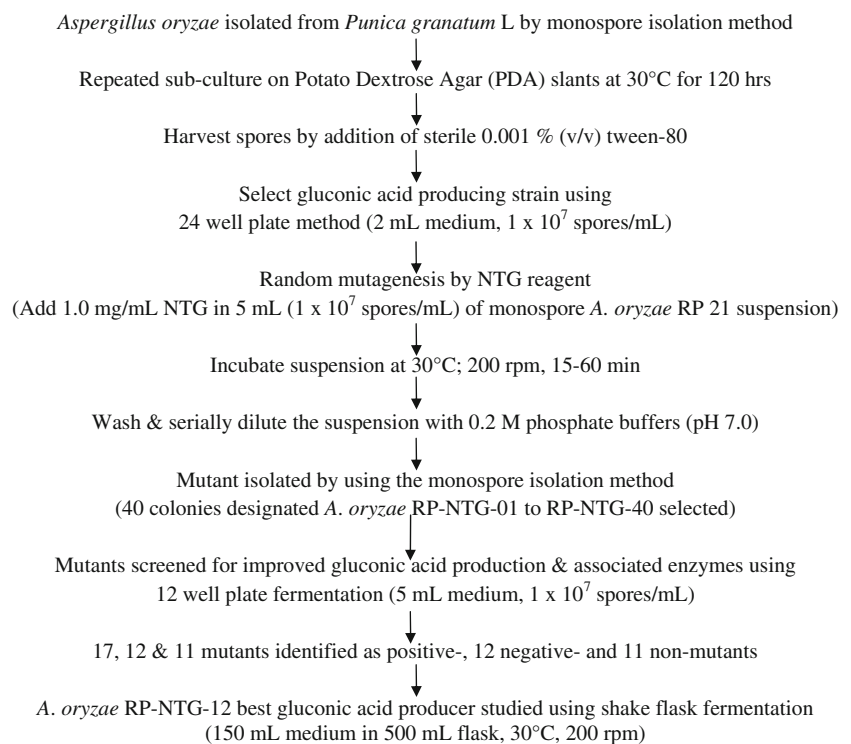 Aspergillus oryzae isolated from Punica granatum L by monospore isolation method
Repeated sub-culture on Potato Dextrose Agar (PDA) slants at 30°C for 120 hrs
Harvest spores by addition of sterile 0.001 % (v/v) tween-80
Select gluconic acid producing strain using
24 well plate method (2 mL medium, 1 x 10⁷ spores/mL)
Random mutagenesis by NTG reagent
(Add 1.0 mg/mL NTG in 5 mL (1 x 10⁷ spores/mL) of monospore A. oryzae RP 21 suspension)
Incubate suspension at 30°C; 200 rpm, 15-60 min
Wash & serially dilute the suspension with 0.2 M phosphate buffers (pH 7.0)
Mutant isolated by using the monospore isolation method
(40 colonies designated A. oryzae RP-NTG-01 to RP-NTG-40 selected)
Mutants screened for improved gluconic acid production & associated enzymes using
12 well plate fermentation (5 mL medium, 1 x 10⁷ spores/mL)
17, 12 & 11 mutants identified as positive-, 12 negative- and 11 non-mutants
A. oryzae RP-NTG-12 best gluconic acid producer studied using shake flask fermentation
(150 mL medium in 500 mL flask, 30°C, 200 rpm)